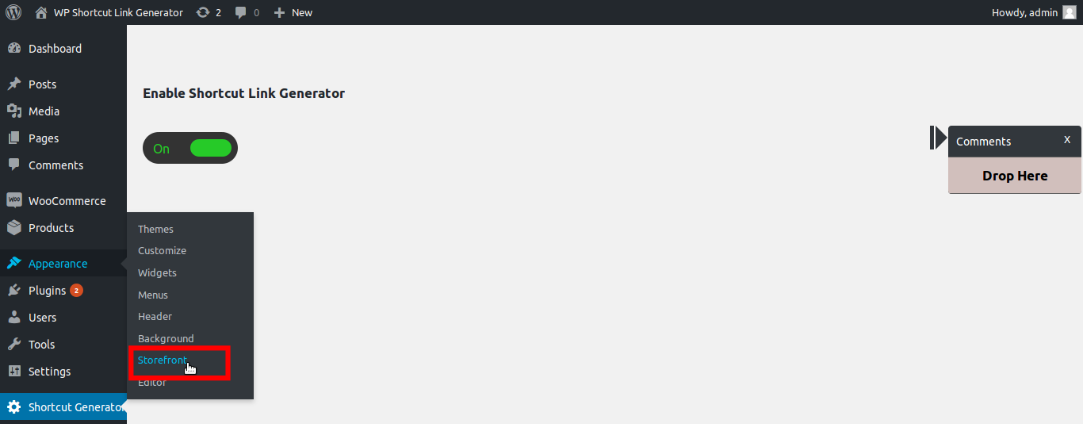 WP Shortcut Link Generator 2 0 New Howdy, admin
Dashboard
Posts
Media
Pages
Comments
WooCommerce
Products
Appearance
Plugins 2
Users
Tools
Settings
Shortcut Generator
Themes
Customize
Widgets
Menus
Header
Background
Storefront
Editor
Enable Shortcut Link Generator
On
Comments X
Drop Here